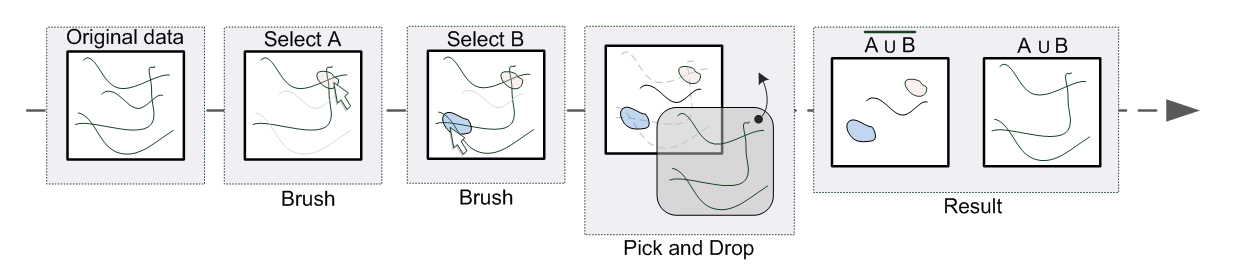 Original data
Select A
Brush
Select B
Brush
Pick and Drop
A ∪ B
A ∪ B
Result